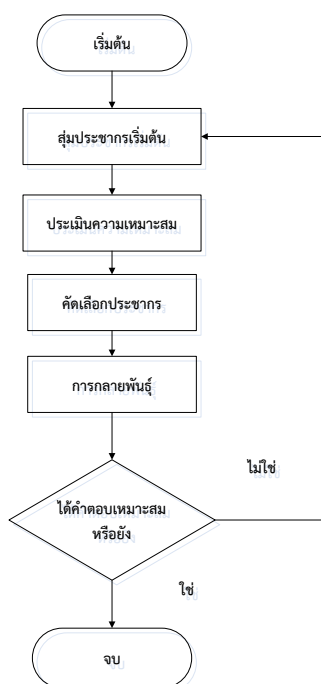 เริ่มต้น
สุ่มประชากรเริ่มต้น
ประเมินความเหมาะสม
คัดเลือกประชากร
การกลายพันธุ์
ได้คำตอบเหมาะสม
หรือยัง
ไม่ใช่
ใช่
จบ